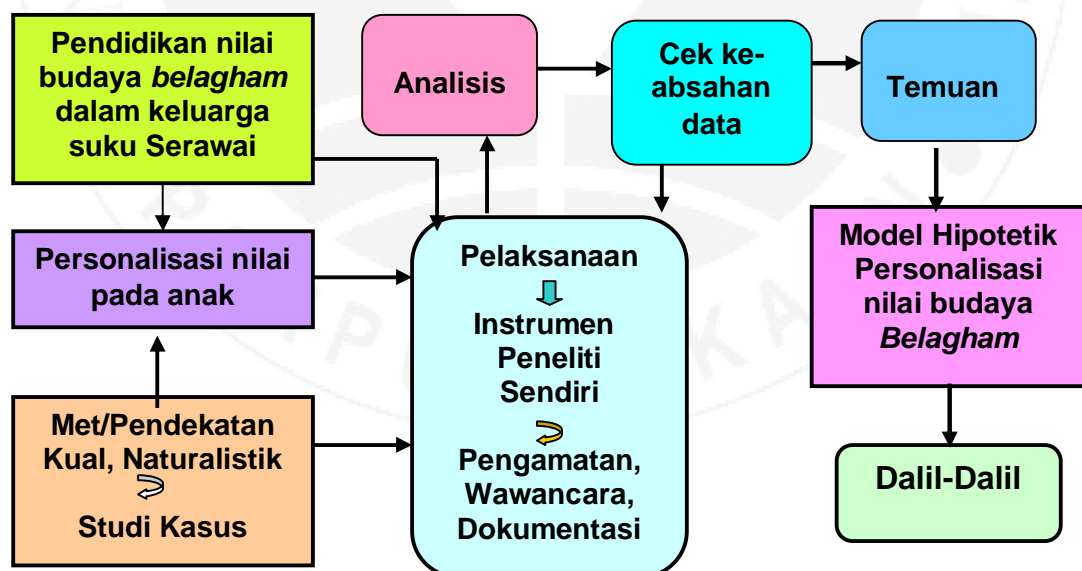 Pendidikan nilai
budaya belagham
dalam keluarga
suku Serawai
Analisis
Cek ke-
absahan
data
Temuan
Personalisasi nilai
pada anak
Pelaksanaan
Instrumen
Peneliti
Sendiri
Pengamatan,
Wawancara,
Dokumentasi
Model Hipotetik
Personalisasi
nilai budaya
Belagham
Met/Pendekatan
Kual, Naturalistik
Studi Kasus
Dalil-Dalil